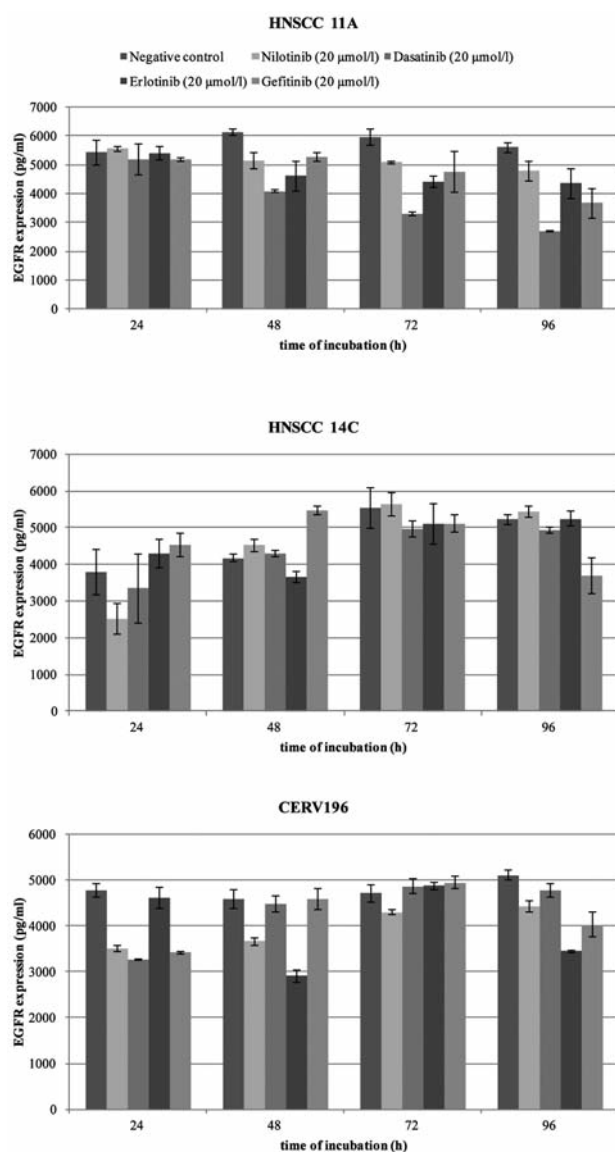 HNSCC 11A
Negative control Nilotinib (20 µmol/l) Dasatinib (20 µmol/l)
Erlotinib (20 µmol/l) Gefitinib (20 µmol/l)
EGFR expression (pg/ml)
7000
6000
5000
4000
3000
2000
1000
0
24 48 72 96
time of incubation (h)
HNSCC 14C
EGFR expression (pg/ml)
7000
6000
5000
4000
3000
2000
1000
0
24 48 72 96
time of incubation (h)
CERV196
EGFR expression (pg/ml)
6000
5000
4000
3000
2000
1000
0
24 48 72 96
time of incubation (h)